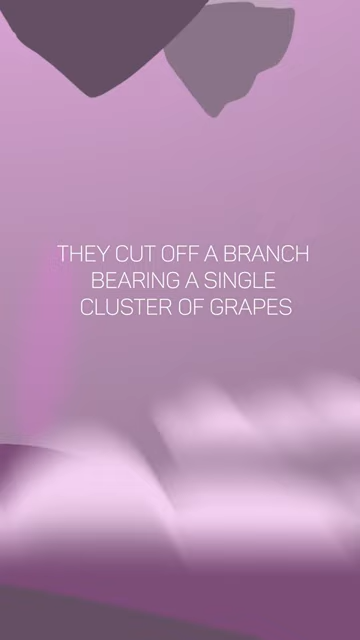 THEY CUT OFF A BRANCH
BEARING A SINGLE
CLUSTER OF GRAPES